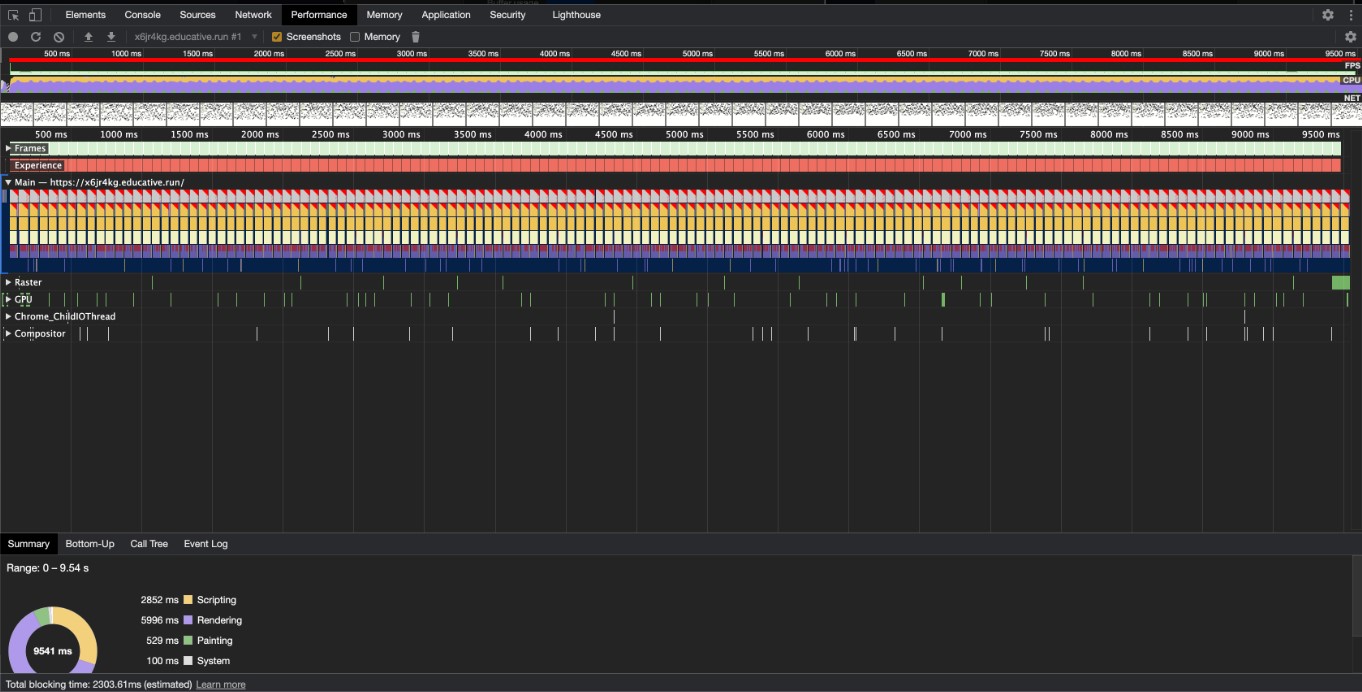 Elements Console Sources Network Performance Memory Application Security Lighthouse
x6jr4kg.educative.run #1 Screenshots Memory
500 ms 1000 ms 1500 ms 2000 ms 2500 ms 3000 ms 3500 ms 4000 ms 4500 ms 5000 ms 5500 ms 6000 ms 6500 ms 7000 ms 7500 ms 8000 ms 8500 ms 9000 ms 9500 ms
FPS
CPU
NET
500 ms 1000 ms 1500 ms 2000 ms 2500 ms 3000 ms 3500 ms 4000 ms 4500 ms 5000 ms 5500 ms 6000 ms 6500 ms 7000 ms 7500 ms 8000 ms 8500 ms 9000 ms 9500 ms
Frames
Experience
Main — https://x6jr4kg.educative.run/
Raster
GPU
Chrome_ChildIOThread
Compositor
Summary Bottom-Up Call Tree Event Log
Range: 0 – 9.54 s
2852 ms Scripting
5996 ms Rendering
529 ms Painting
9541 ms
100 ms System
Total blocking time: 2303.61ms (estimated) Learn more